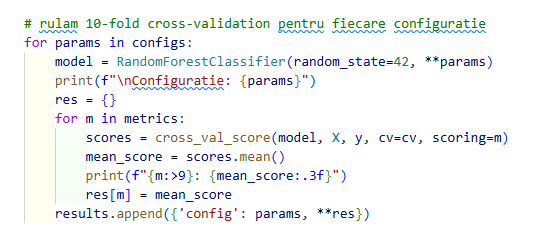 # rulam 10-fold cross-validation pentru fiecare configuratie
for params in configs:
    model = RandomForestClassifier(random_state=42, **params)
    print(f"\nConfiguratie: {params}")
    res = {}
    for m in metrics:
        scores = cross_val_score(model, X, y, cv=cv, scoring=m)
        mean_score = scores.mean()
        print(f"{m:>9}: {mean_score:.3f}")
        res[m] = mean_score
    results.append({'config': params, **res})